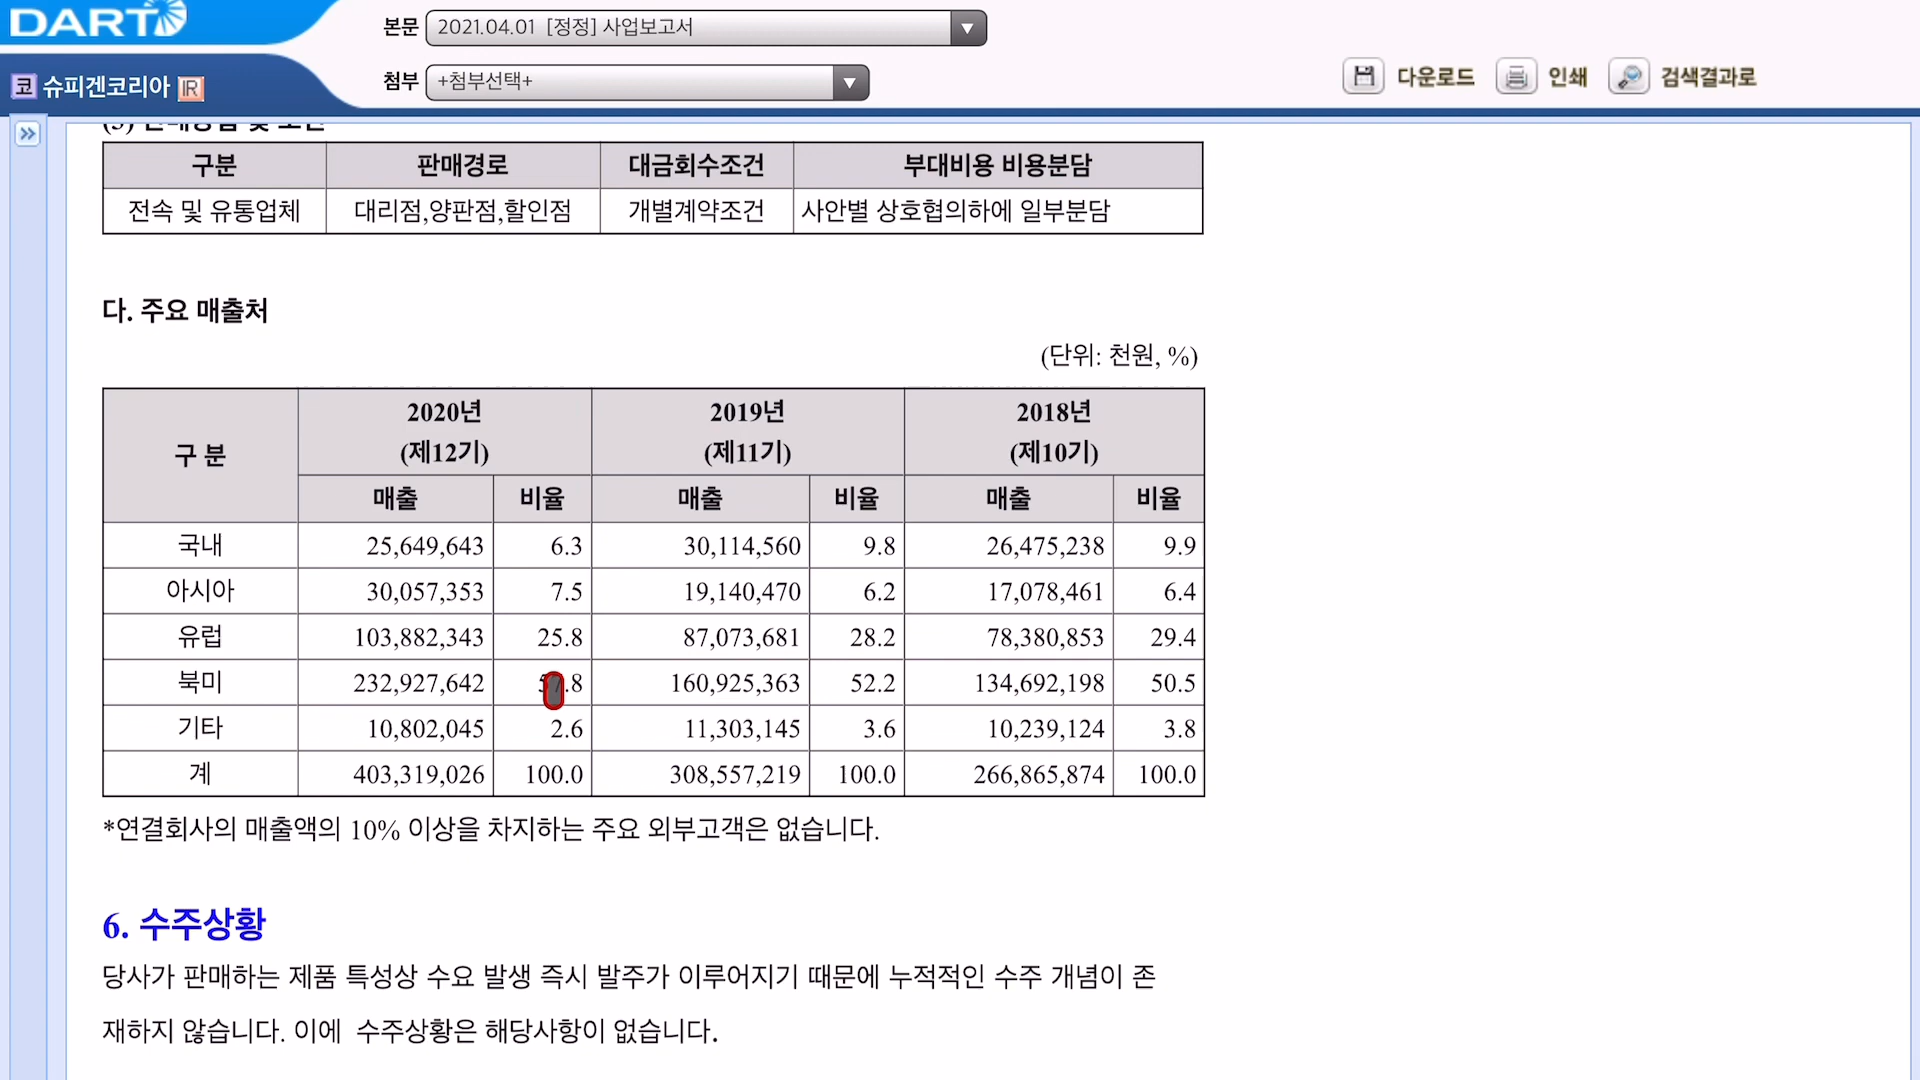 DART
본문 2021.04.01 [정정] 사업보고서
첨부 +첨부선택+
코 슈피겐코리아 IR
다운로드 인쇄 검색결과로
구분 판매경로 대금회수조건 부대비용 비용분담
전속 및 유통업체 대리점,양판점,할인점 개별계약조건 사안별 상호협의하에 일부분담
다. 주요 매출처
(단위: 천원, %)
구 분 2020년 (제12기) 2019년 (제11기) 2018년 (제10기)
매출 비율 매출 비율 매출 비율
국내 25,649,643 6.3 30,114,560 9.8 26,475,238 9.9
아시아 30,057,353 7.5 19,140,470 6.2 17,078,461 6.4
유럽 103,882,343 25.8 87,073,681 28.2 78,380,853 29.4
북미 232,927,642 160,925,363 52.2 134,692,198 50.5
기타 10,802,045 2.6 11,303,145 3.6 10,239,124 3.8
계 403,319,026 100.0 308,557,219 100.0 266,865,874 100.0
*연결회사의 매출액의 10% 이상을 차지하는 주요 외부고객은 없습니다.
6. 수주상황
당사가 판매하는 제품 특성상 수요 발생 즉시 발주가 이루어지기 때문에 누적적인 수주 개념이 존
재하지 않습니다. 이에 수주상황은 해당사항이 없습니다.